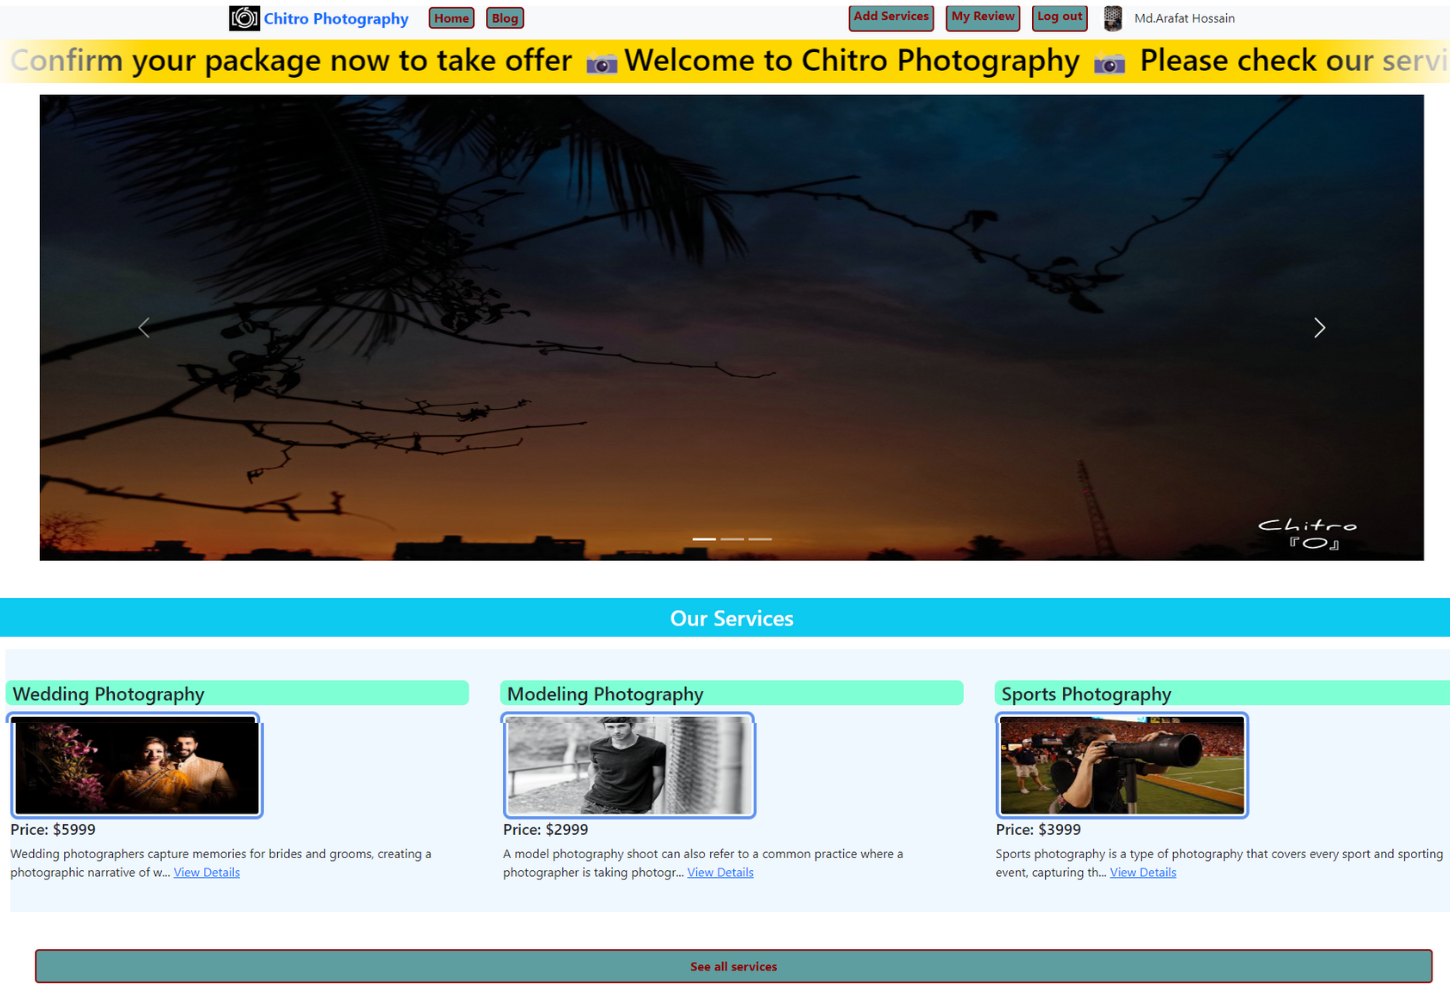 Chitro Photography Home Blog Add Services My Review Log out Md.Arafat Hossain
Confirm your package now to take offer Welcome to Chitro Photography Please check our servi
Chitro
『O』
Our Services
Wedding Photography
Price: $5999
Wedding photographers capture memories for brides and grooms, creating a
photographic narrative of w... View Details
Modeling Photography
Price: $2999
A model photography shoot can also refer to a common practice where a
photographer is taking photogr... View Details
Sports Photography
Price: $3999
Sports photography is a type of photography that covers every sport and sporting
event, capturing th... View Details
See all services